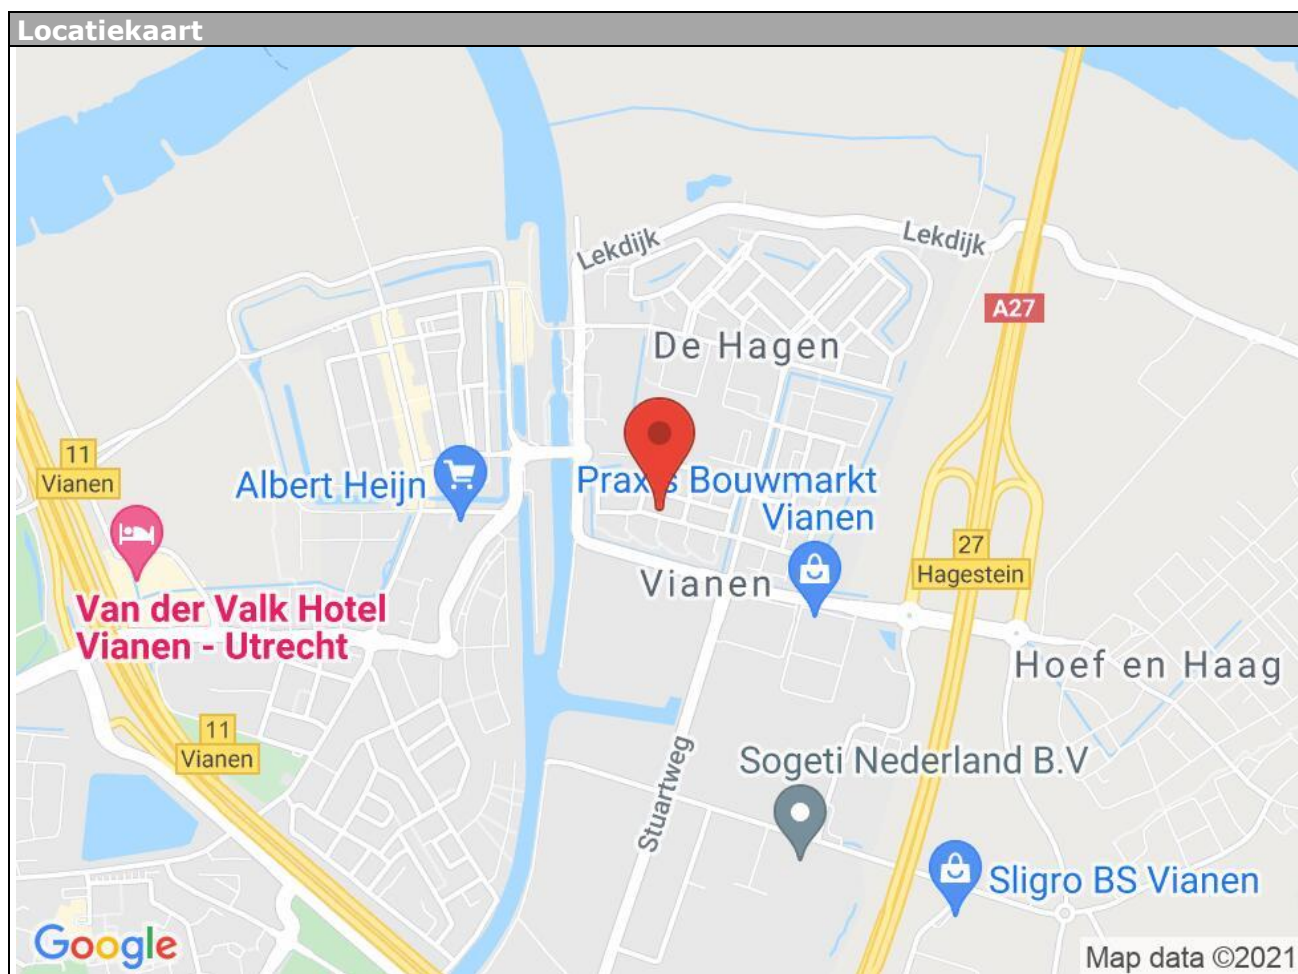 Locatiekaart
Lekdijk
Lekdijk
A27
De Hagen
11
Vianen
Albert Heijn
Praxis Bouwmarkt
Vianen
27
Hagestein
Vianen
Van der Valk Hotel
Vianen - Utrecht
Hoef en Haag
11
Vianen
Stuartweg
Sogeti Nederland B.V
Sligro BS Vianen
Google
Map data ©2021